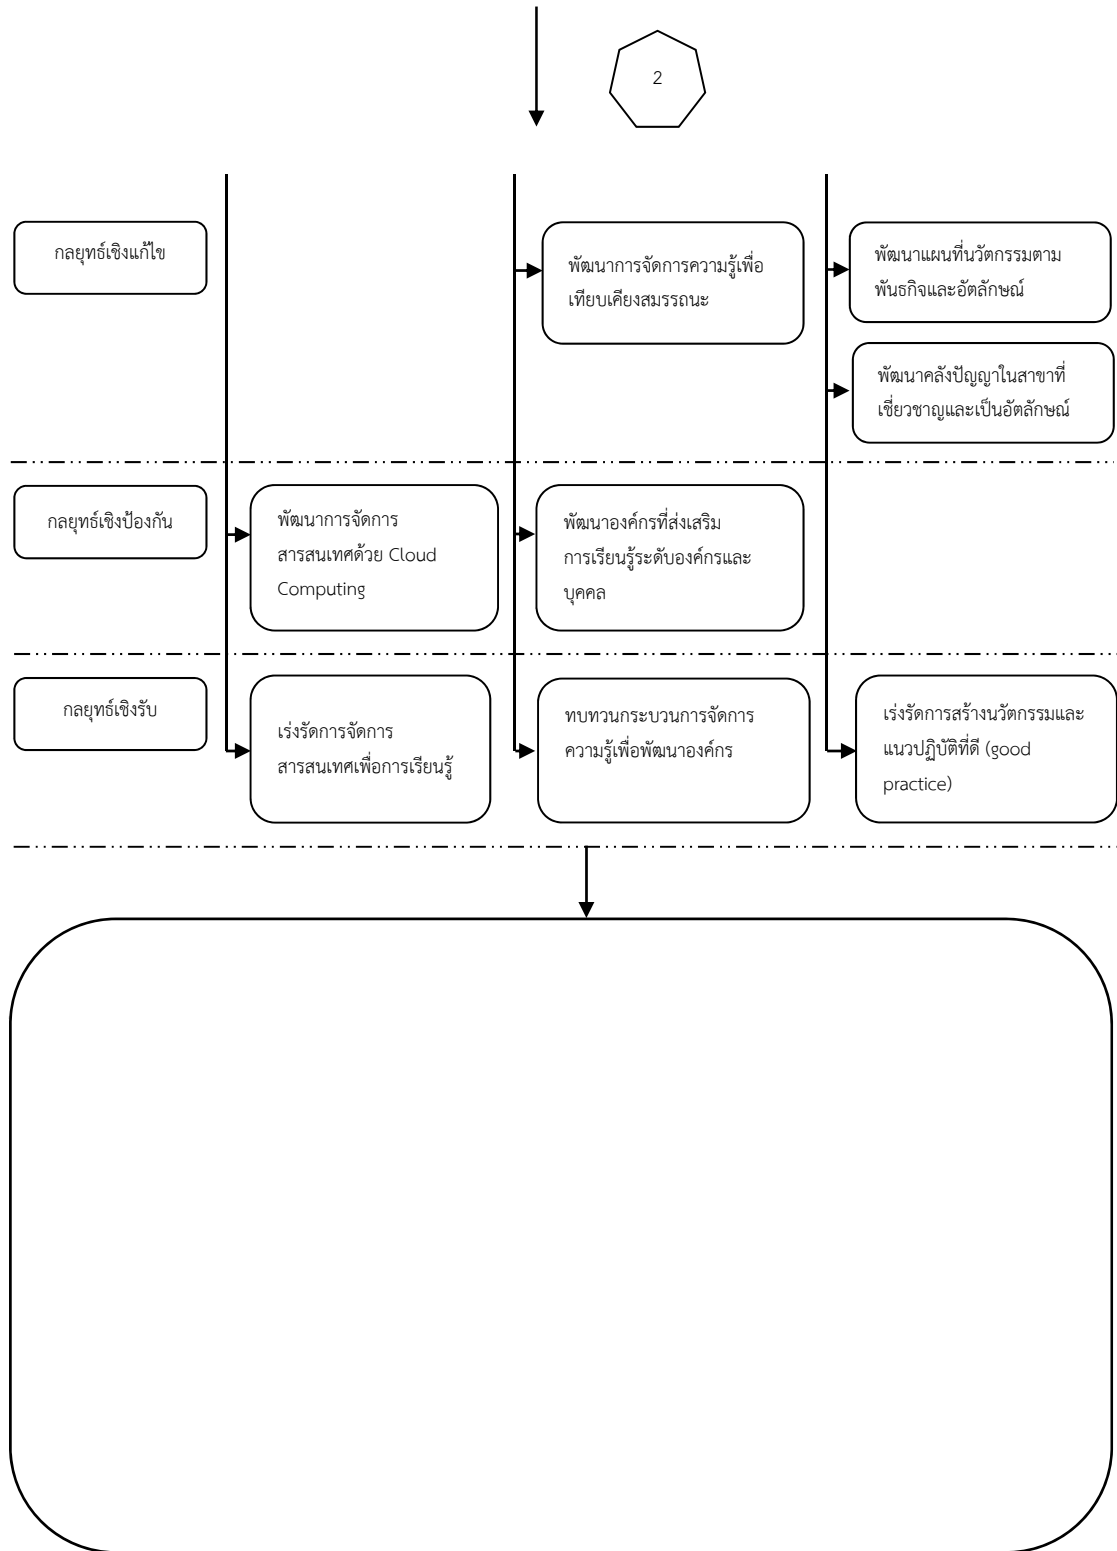 2
กลยุทธ์เชิงแก้ไข
พัฒนาการจัดการความรู้เพื่อ
เทียบเคียงสมรรถนะ
พัฒนาแผนที่นวัตกรรมตาม
พันธกิจและอัตลักษณ์
พัฒนาคลังปัญญาในสาขาที่
เชี่ยวชาญและเป็นอัตลักษณ์
กลยุทธ์เชิงป้องกัน
พัฒนาการจัดการ
สารสนเทศด้วย Cloud
Computing
พัฒนาองค์กรที่ส่งเสริม
การเรียนรู้ระดับองค์กรและ
บุคคล
กลยุทธ์เชิงรับ
เร่งรัดการจัดการ
สารสนเทศเพื่อการเรียนรู้
ทบทวนกระบวนการจัดการ
ความรู้เพื่อพัฒนาองค์กร
เร่งรัดการสร้างนวัตกรรมและ
แนวปฏิบัติที่ดี (good
practice)